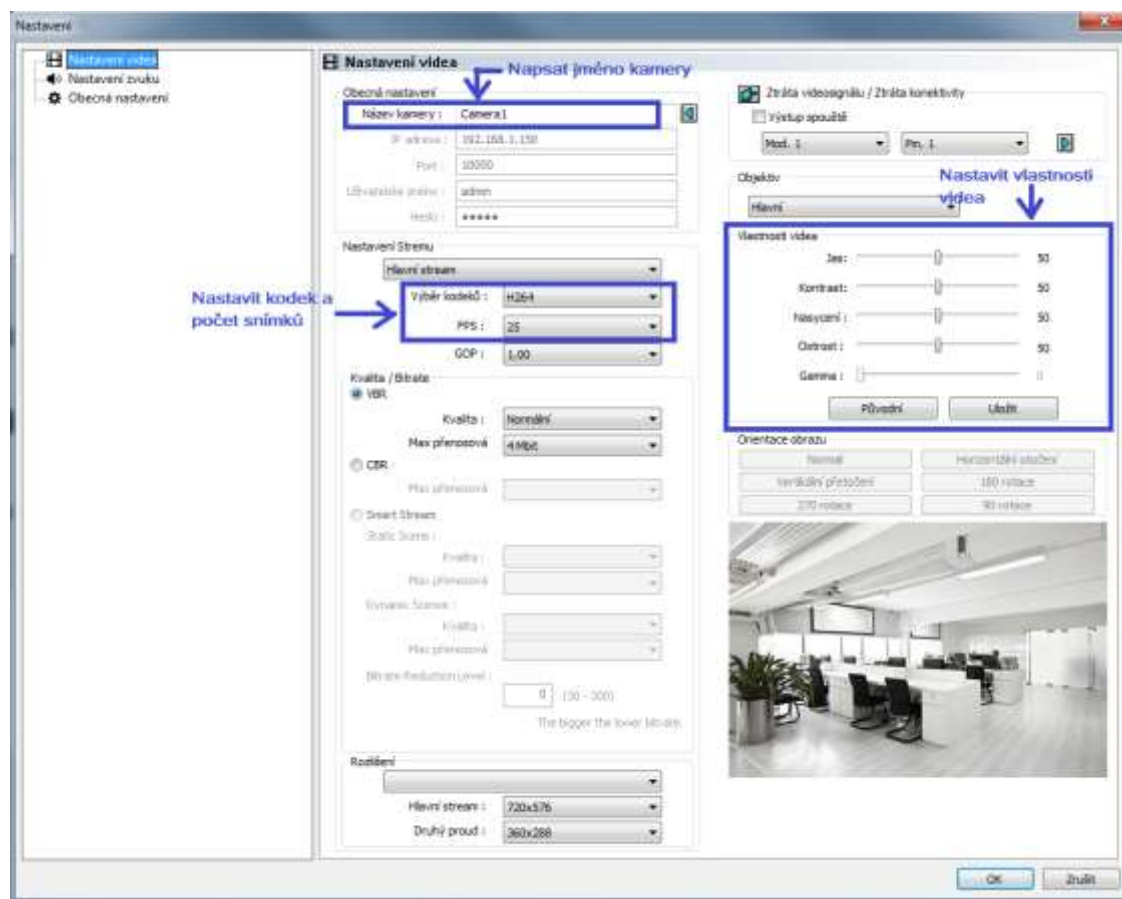 Nastavení
Nastavení videa
Nastavení zvuku
Obecná nastavení
Nastavení videa
Napsat jméno kamery
Obecná nastavení
Název kamery : Camera1
IP adresa : 192.168.1.150
Port : 10000
Uživatelské jméno : admin
Heslo : *****
Nastavení Stremu
Hlavní stream
Nastavit kodek a
počet snímků
Výběr kodeků : H264
FPS : 25
GOP : 1.00
Kvalita / Bitrate
VBR
Kvalita : Normální
Max přenosová 4 Mbit
CBR
Max přenosová
Smart Stream
Static Scene :
Kvalita :
Max přenosová
Dynamic Scence :
Kvalita :
Max přenosová
Bitrate Reduction Level :
0 (30 - 300)
The bigger the lower bitrate.
Rozlišení
Hlavní stream : 720x576
Druhý proud : 360x288
Ztráta videosignálu / Ztráta konektivity
Výstup spouště
Mod. 1 Pin. 1
Objektiv
Nastavit vlastnosti
videa
Hlavní
Vlastnosti videa
Jas: 50
Kontrast: 50
Nasycení : 50
Ostrost : 50
Gamma : 0
Původní Uložit
Orientace obrazu
Normál Horizontální otočení
Vertikální přetočení 180 rotace
270 rotace 90 rotace
OK Zrušit